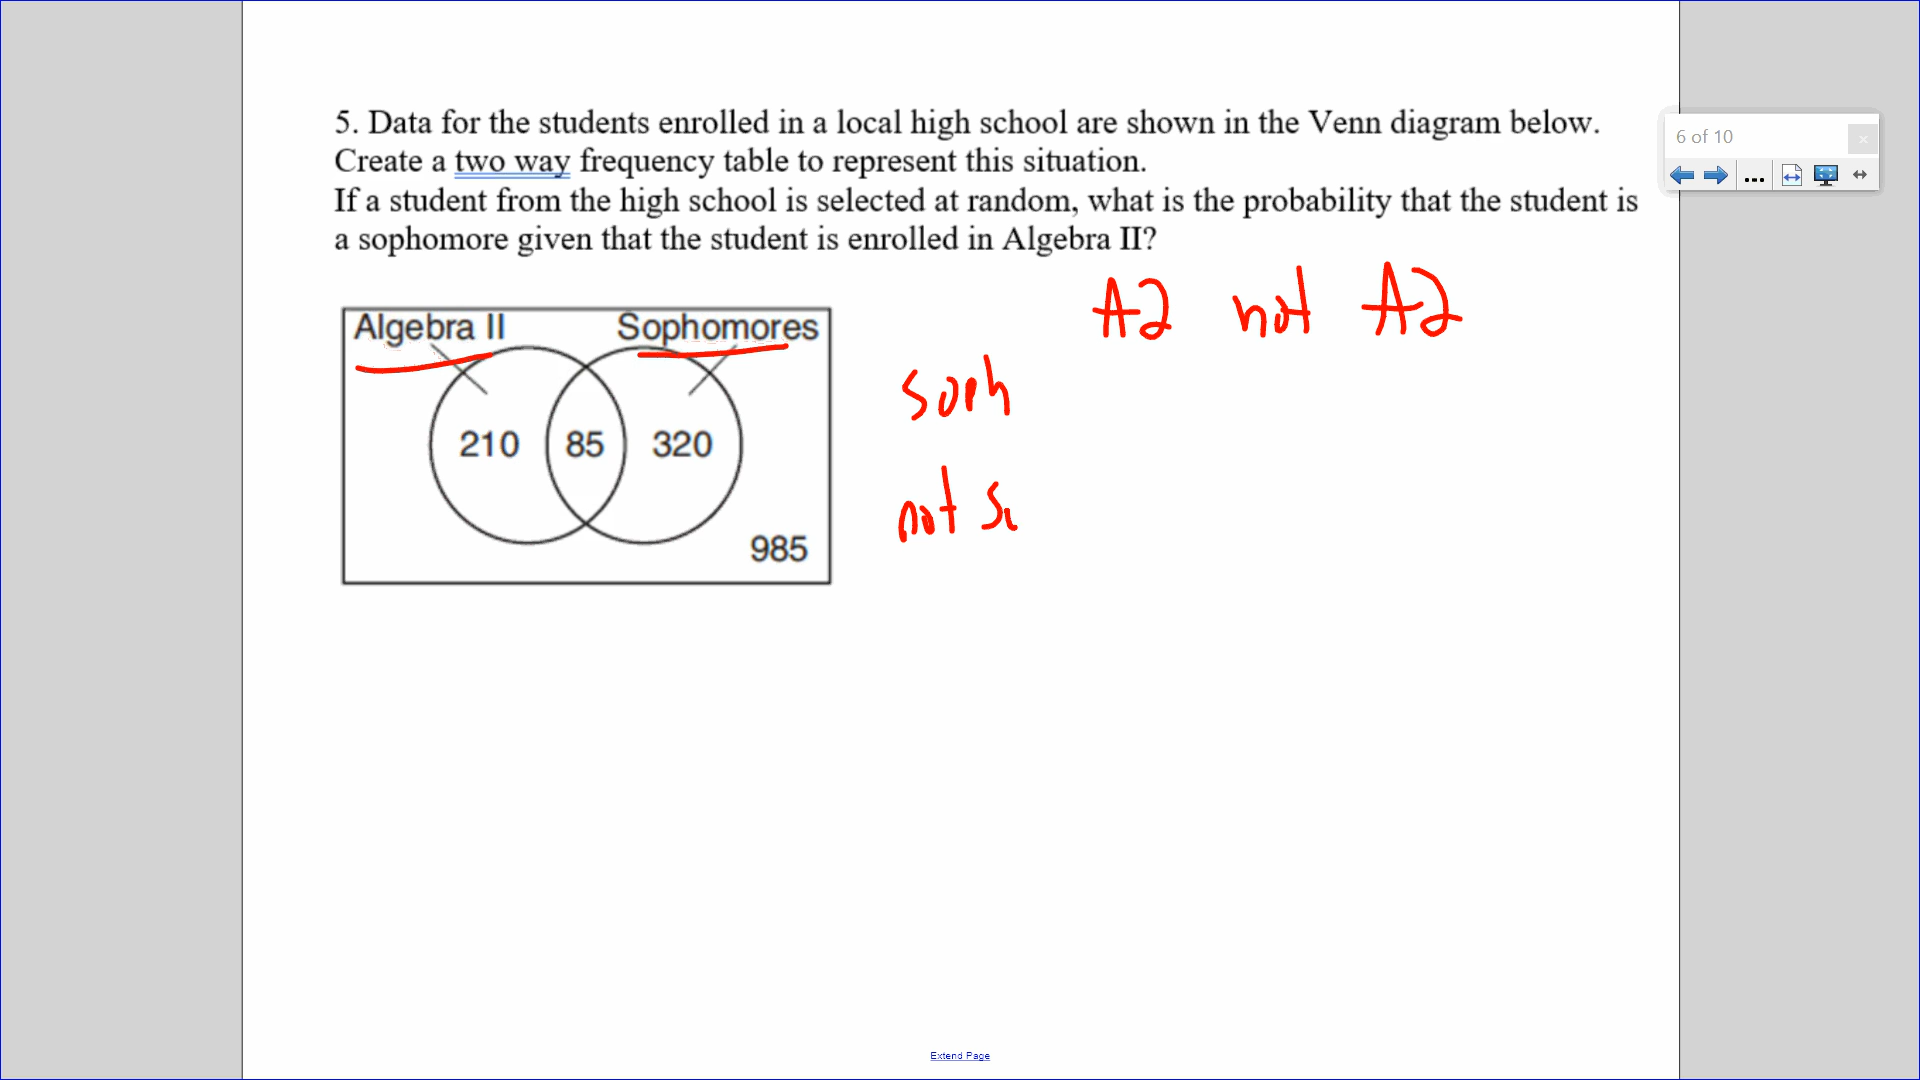 5. Data for the students enrolled in a local high school are shown in the Venn diagram below.
Create a two way frequency table to represent this situation.
If a student from the high school is selected at random, what is the probability that the student is
a sophomore given that the student is enrolled in Algebra II?
6 of 10
A2 not A2
Algebra II Sophomores
soph
210 85 320
not so
985
Extend Page